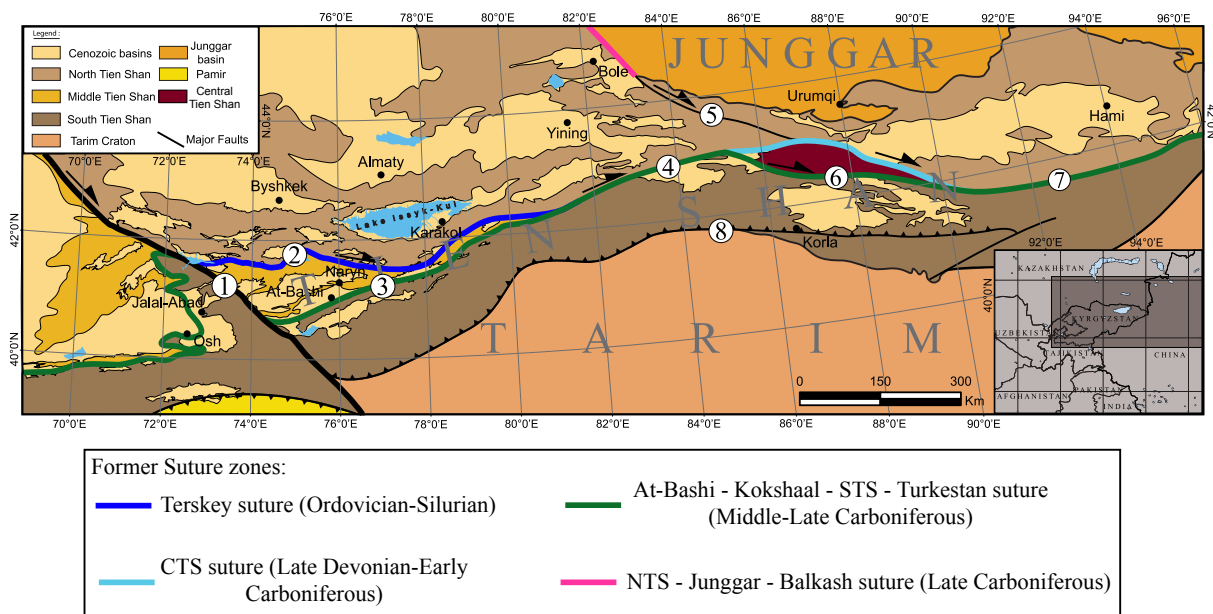 76°0'E 78°0'E 80°0'E 82°0'E 84°0'E 86°0'E 88°0'E 90°0'E 92°0'E 94°0'E 96°0'E
Legend :
Cenozoic basins
North Tien Shan
Middle Tien Shan
South Tien Shan
Tarim Craton
Junggar basin
Pamir
Central Tien Shan
Major Faults
44°0'N
42°0'N
40°0'N
70°0'E 72°0'E 74°0'E
JUNGGAR
Bole
Urumqi
Hami
42°0'N
Yining
Almaty
Byshkek
Lake Issyk-Kul
Karakol
Naryn
At-Bashi
Jalal-Abad
Osh
Korla
TIEN SHAN
TARIM
1
2
3
4
5
6
7
8
0 150 300
Km
92°0'E 94°0'E
40°0'N
KAZAKHSTAN
KYRGYZSTAN
UZBEKISTAN
TAJIKISTAN
CHINA
PAKISTAN
AFGHANISTAN
INDIA
70°0'E 72°0'E 74°0'E 76°0'E 78°0'E 80°0'E 82°0'E 84°0'E 86°0'E 88°0'E 90°0'E
Former Suture zones:
Terskey suture (Ordovician-Silurian)
At-Bashi - Kokshaal - STS - Turkestan suture
(Middle-Late Carboniferous)
CTS suture (Late Devonian-Early
Carboniferous)
NTS - Junggar - Balkash suture (Late Carboniferous)